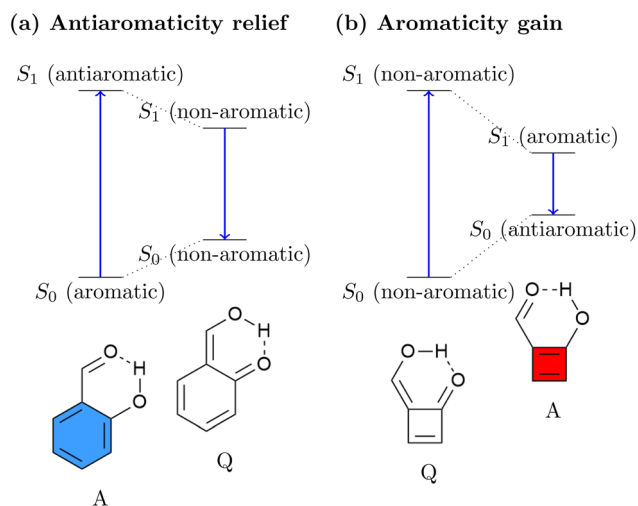 (a) Antiaromaticity relief
S₁ (antiaromatic)
S₁ (non-aromatic)
S₀ (non-aromatic)
S₀ (aromatic)
O
H
O
A
O
H
O
Q
(b) Aromaticity gain
S₁ (non-aromatic)
S₁ (aromatic)
S₀ (antiaromatic)
S₀ (non-aromatic)
O H
O
Q
O H
O
A